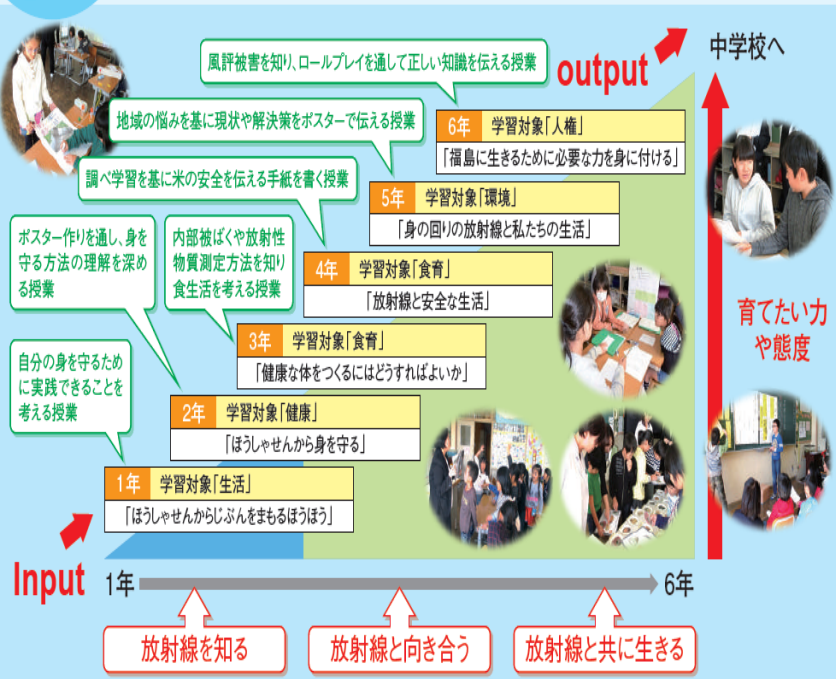 風評被害を知り、ロールプレイを通して正しい知識を伝える授業
output
中学校へ
地域の悩みを基に現状や解決策をポスターで伝える授業
6年 学習対象「人権」
「福島に生きるために必要な力を身に付ける」
調べ学習を基に米の安全を伝える手紙を書く授業
5年 学習対象「環境」
「身の回りの放射線と私たちの生活」
ポスター作りを通し、身を
守る方法の理解を深め
る授業
内部被ばくや放射性
物質測定方法を知り
食生活を考える授業
4年 学習対象「食育」
「放射線と安全な生活」
育てたい力
や態度
3年 学習対象「食育」
「健康な体をつくるにはどうすればよいか」
自分の身を守るため
に実践できることを
考える授業
2年 学習対象「健康」
「ほうしゃせんから身を守る」
1年 学習対象「生活」
「ほうしゃせんからじぶんをまもるほうほう」
Input
1年
6年
放射線を知る
放射線と向き合う
放射線と共に生きる